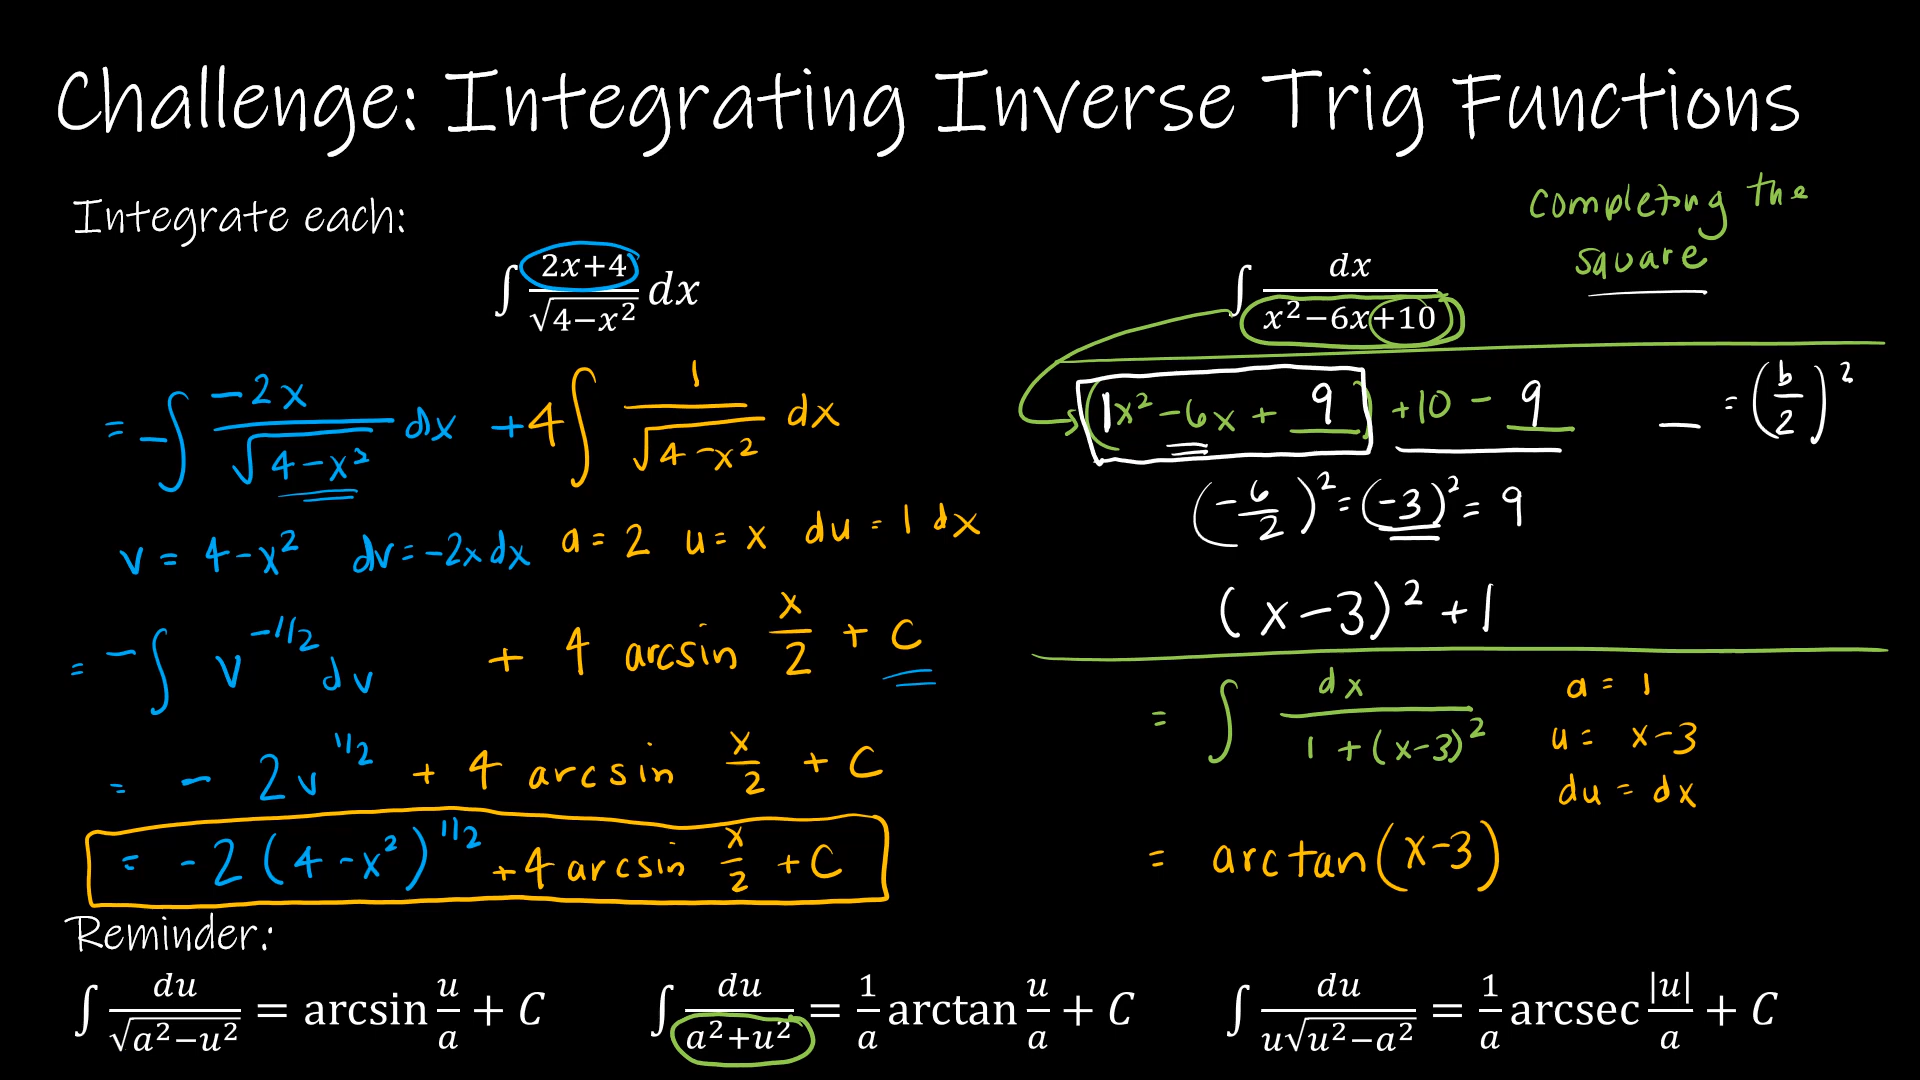 Challenge: Integrating Inverse Trig Functions
Integrate each:
∫ (2x+4)/√(4−x²) dx
= −∫ −2x/√(4−x²) dx + 4∫ 1/√(4−x²) dx
v = 4−x² dv = −2x dx a = 2 u = x du = 1 dx
= −∫ v^(−1/2) dv + 4 arcsin x/2 + C
= −2v^(1/2) + 4 arcsin x/2 + C
= −2(4−x²)^(1/2) + 4 arcsin x/2 + C
completing the
square
∫ dx/(x²−6x+10)
(1x² − 6x + 9) + 10 − 9 _ = (b/2)²
(−6/2)² = (−3)² = 9
(x−3)² + 1
= ∫ dx/(1 + (x−3)²)
a = 1
u = x−3
du = dx
= arctan(x−3)
Reminder:
∫ du/√(a²−u²) = arcsin u/a + C
∫ du/(a²+u²) = 1/a arctan u/a + C
∫ du/(u√(u²−a²)) = 1/a arcsec |u|/a + C